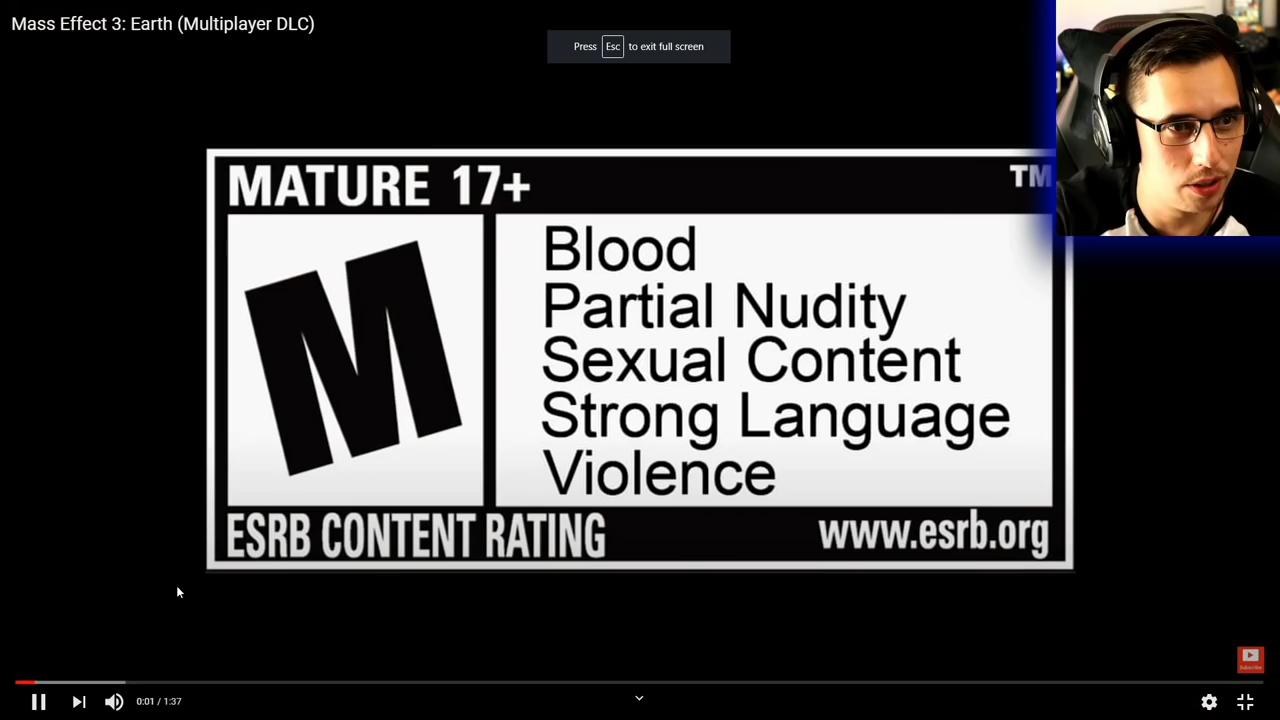 Mass Effect 3: Earth (Multiplayer DLC)
Press Esc to exit full screen
MATURE 17+ TM
M
Blood
Partial Nudity
Sexual Content
Strong Language
Violence
ESRB CONTENT RATING www.esrb.org
Subscribe
0:01 / 1:37